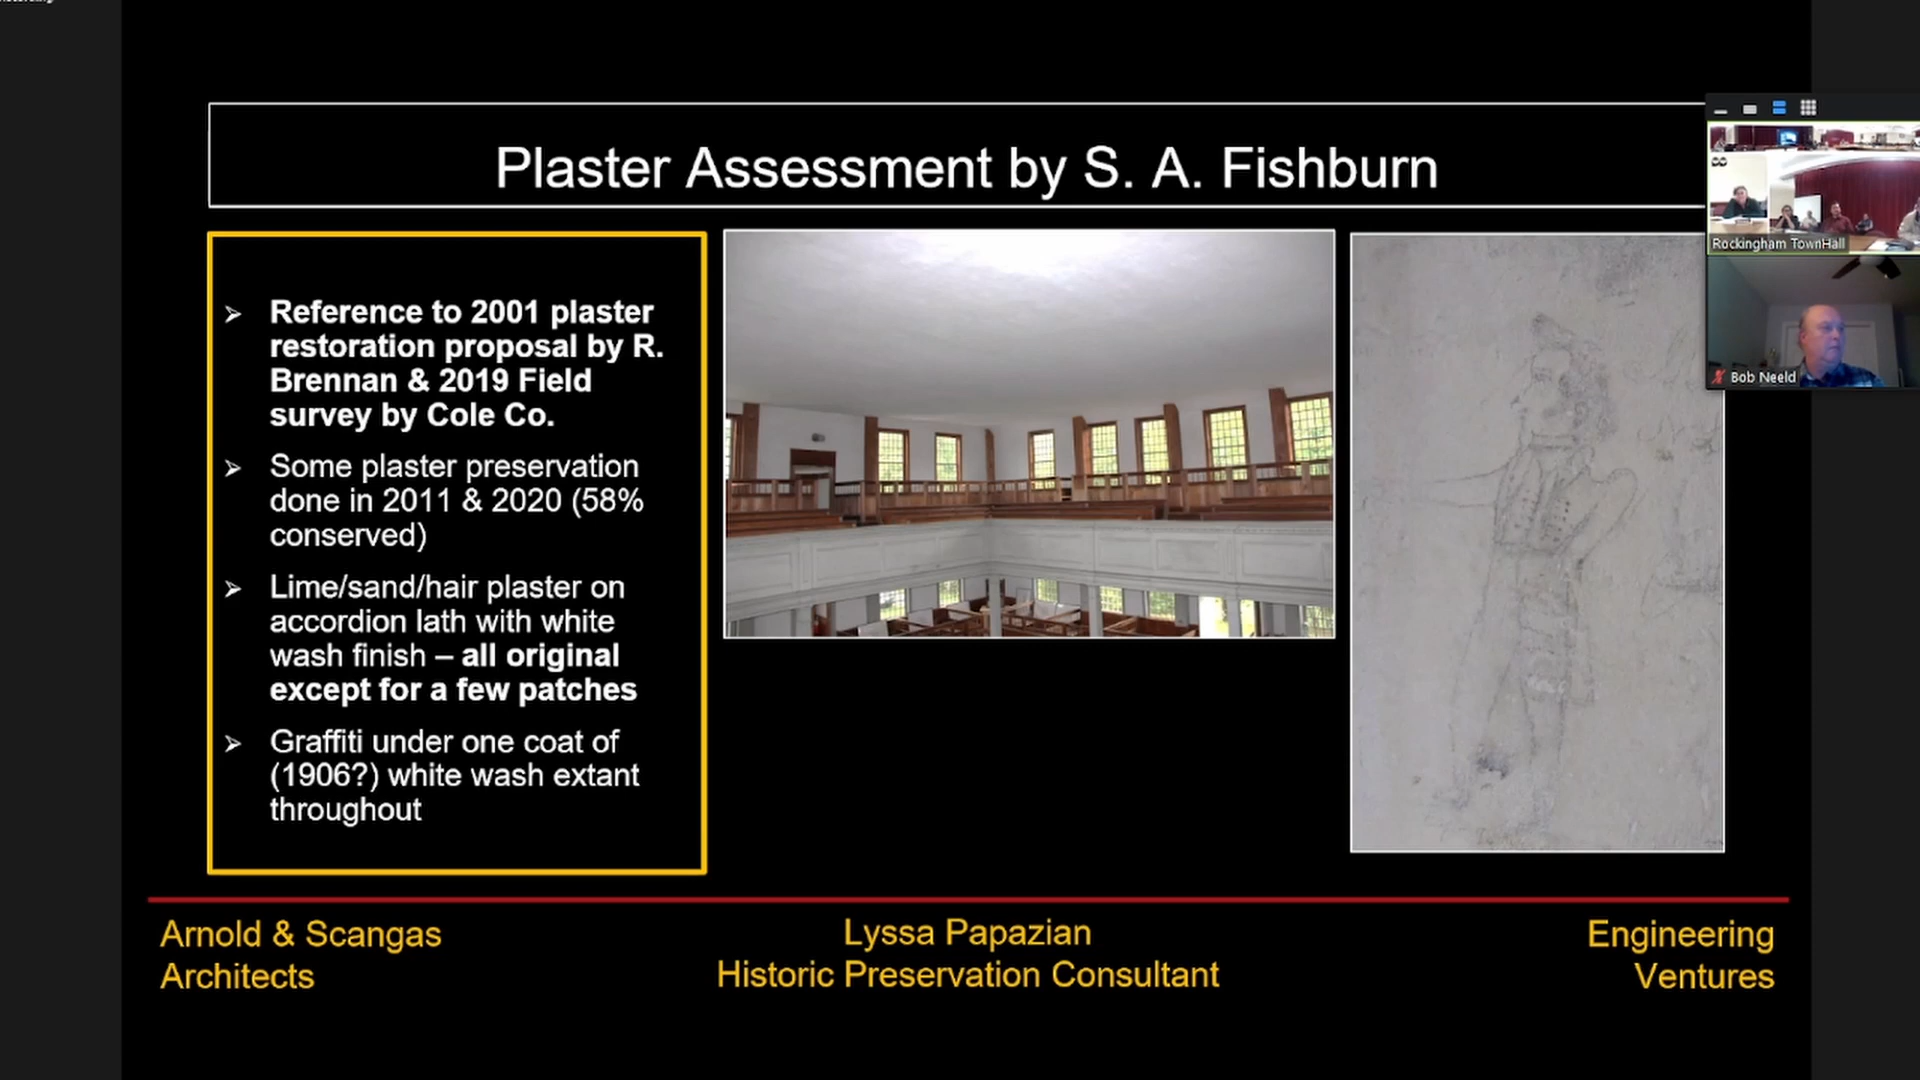 Plaster Assessment by S. A. Fishburn
➢ Reference to 2001 plaster
restoration proposal by R.
Brennan & 2019 Field
survey by Cole Co.
➢ Some plaster preservation
done in 2011 & 2020 (58%
conserved)
➢ Lime/sand/hair plaster on
accordion lath with white
wash finish – all original
except for a few patches
➢ Graffiti under one coat of
(1906?) white wash extant
throughout
Rockingham TownHall
Bob Neeld
Arnold & Scangas
Architects
Lyssa Papazian
Historic Preservation Consultant
Engineering
Ventures